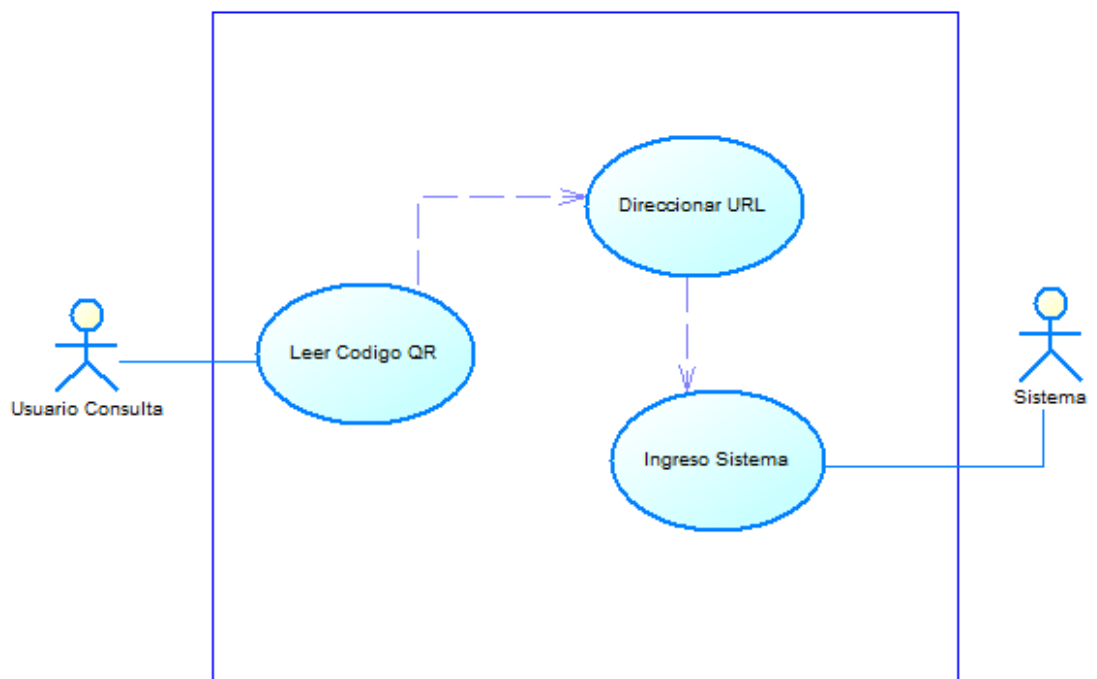 Direccionar URL
Leer Codigo QR
Usuario Consulta
Sistema
Ingreso Sistema